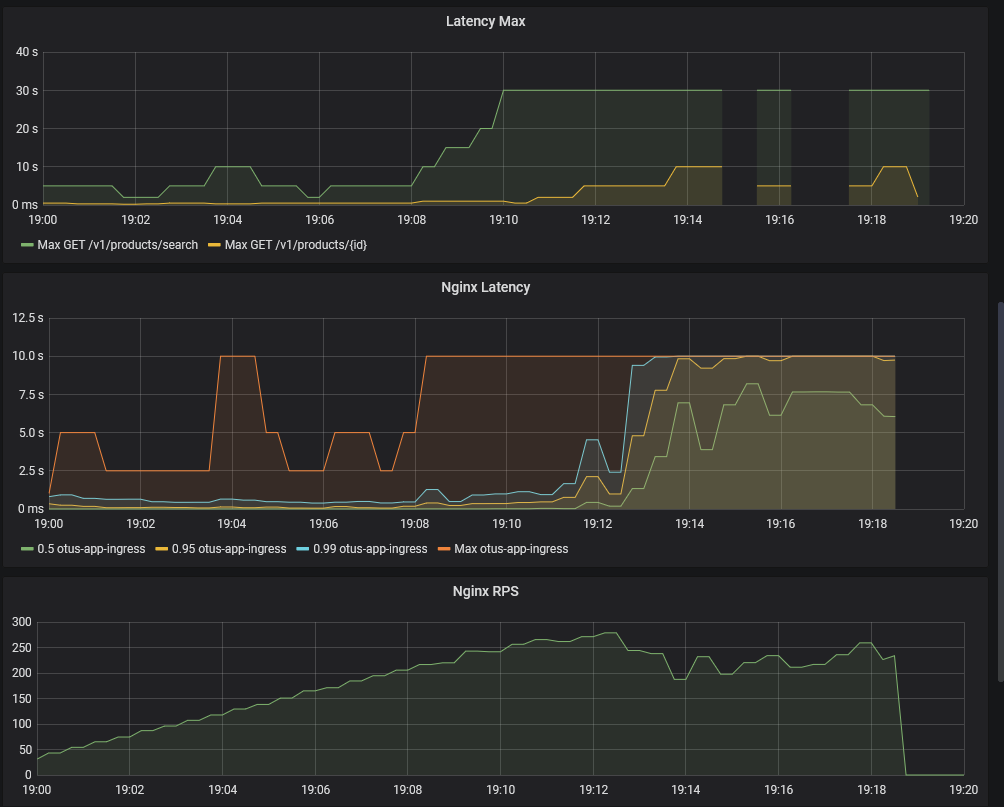 Latency Max
40 s
30 s
20 s
10 s
0 ms
19:00 19:02 19:04 19:06 19:08 19:10 19:12 19:14 19:16 19:18 19:20
Max GET /v1/products/search Max GET /v1/products/{id}
Nginx Latency
12.5 s
10.0 s
7.5 s
5.0 s
2.5 s
0 ms
19:00 19:02 19:04 19:06 19:08 19:10 19:12 19:14 19:16 19:18 19:20
0.5 otus-app-ingress 0.95 otus-app-ingress 0.99 otus-app-ingress Max otus-app-ingress
Nginx RPS
300
250
200
150
100
50
0
19:00 19:02 19:04 19:06 19:08 19:10 19:12 19:14 19:16 19:18 19:20